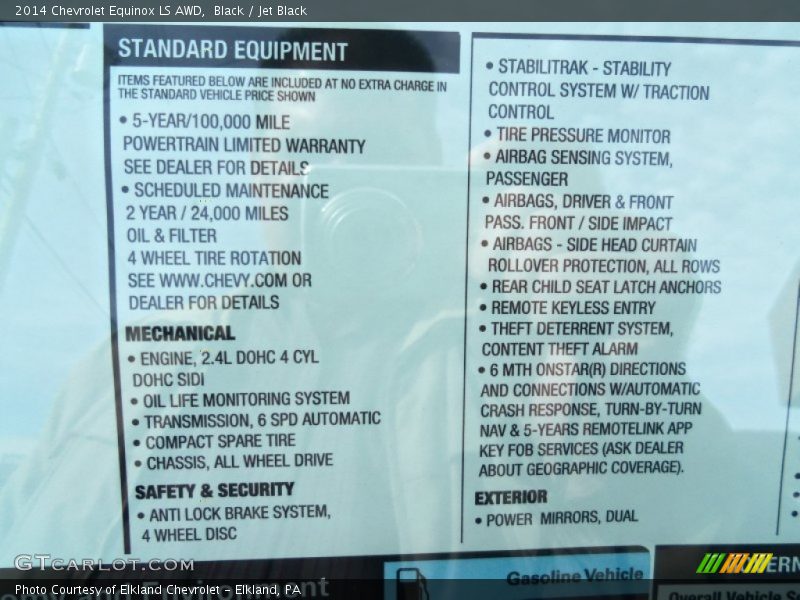 2014 Chevrolet Equinox LS AWD, Black / Jet Black
STANDARD EQUIPMENT
ITEMS FEATURED BELOW ARE INCLUDED AT NO EXTRA CHARGE IN
THE STANDARD VEHICLE PRICE SHOWN
• 5-YEAR/100,000 MILE
POWERTRAIN LIMITED WARRANTY
SEE DEALER FOR DETAILS
• SCHEDULED MAINTENANCE
2 YEAR / 24,000 MILES
OIL & FILTER
4 WHEEL TIRE ROTATION
SEE WWW.CHEVY.COM OR
DEALER FOR DETAILS
MECHANICAL
• ENGINE, 2.4L DOHC 4 CYL
DOHC SIDI
• OIL LIFE MONITORING SYSTEM
• TRANSMISSION, 6 SPD AUTOMATIC
• COMPACT SPARE TIRE
• CHASSIS, ALL WHEEL DRIVE
SAFETY & SECURITY
• ANTI LOCK BRAKE SYSTEM,
4 WHEEL DISC
• STABILITRAK - STABILITY
CONTROL SYSTEM W/ TRACTION
CONTROL
• TIRE PRESSURE MONITOR
• AIRBAG SENSING SYSTEM,
PASSENGER
• AIRBAGS, DRIVER & FRONT
PASS. FRONT / SIDE IMPACT
• AIRBAGS - SIDE HEAD CURTAIN
ROLLOVER PROTECTION, ALL ROWS
• REAR CHILD SEAT LATCH ANCHORS
• REMOTE KEYLESS ENTRY
• THEFT DETERRENT SYSTEM,
CONTENT THEFT ALARM
• 6 MTH ONSTAR(R) DIRECTIONS
AND CONNECTIONS W/AUTOMATIC
CRASH RESPONSE, TURN-BY-TURN
NAV & 5-YEARS REMOTELINK APP
KEY FOB SERVICES (ASK DEALER
ABOUT GEOGRAPHIC COVERAGE).
EXTERIOR
• POWER MIRRORS, DUAL
GTCARLOT.COM
Gasoline Vehicle
Overall Vehicle
Environment
Photo Courtesy of Elkland Chevrolet - Elkland, PA